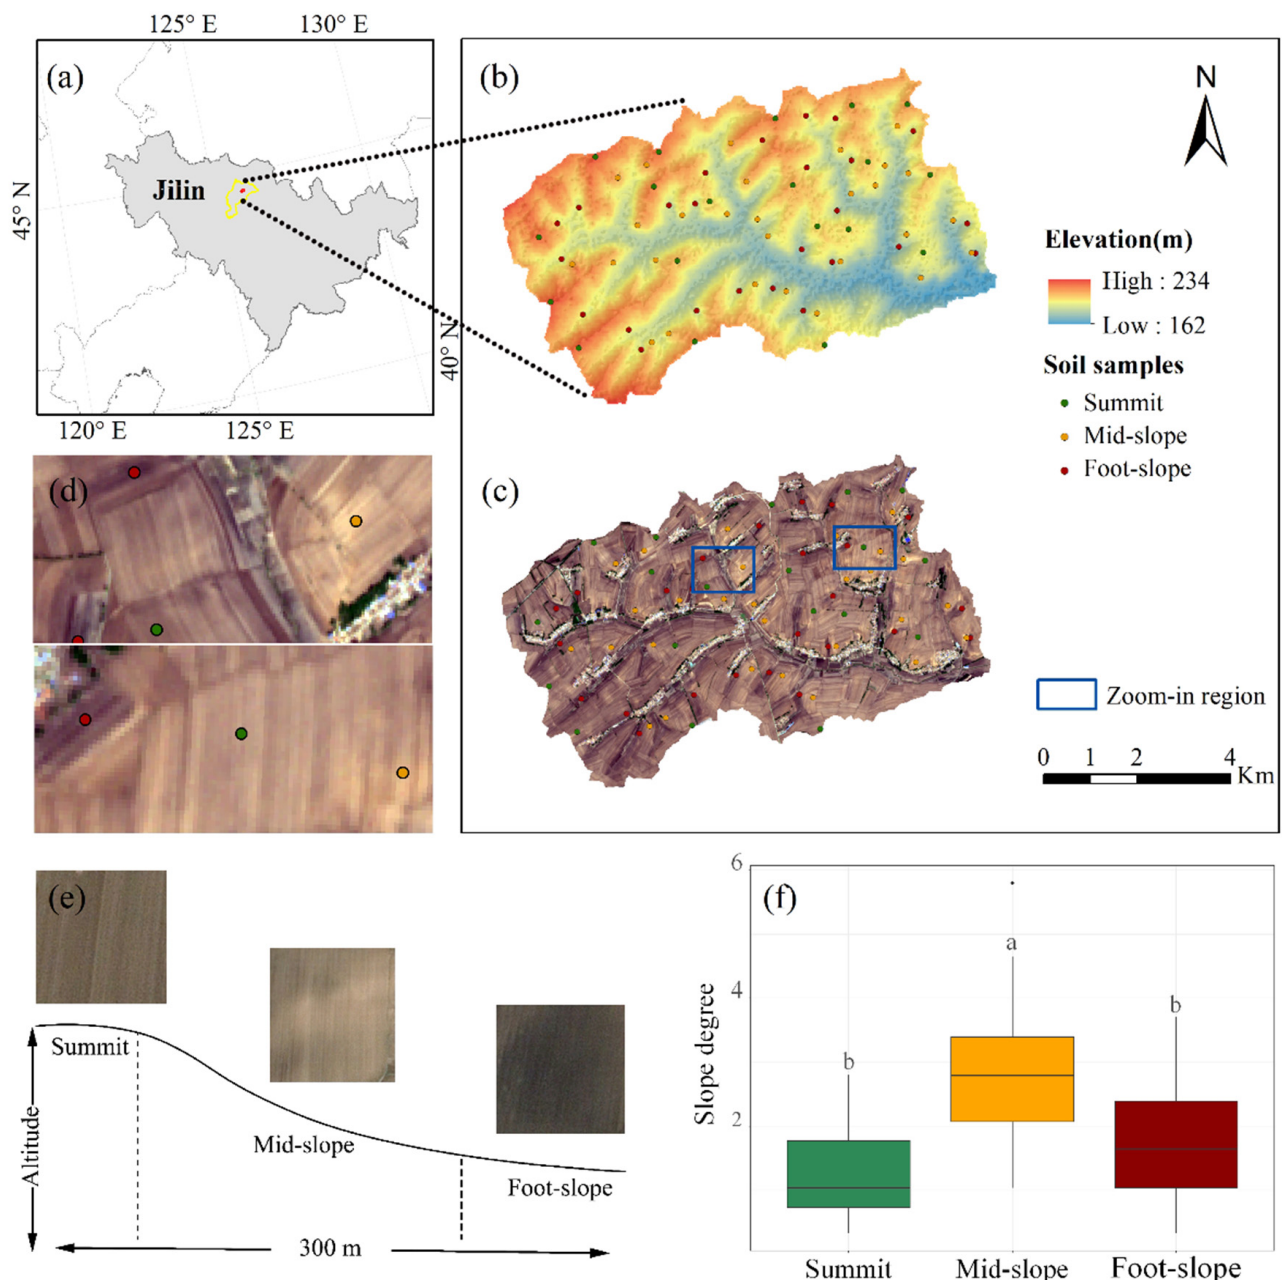 125° E 130° E
(a)
Jilin
45° N
40° N
120° E 125° E
(b)
N
Elevation(m)
High : 234
Low : 162
Soil samples
Summit
Mid-slope
Foot-slope
(c)
Zoom-in region
0 1 2 4
Km
(d)
(e)
Summit
Mid-slope
Foot-slope
Altitude
300 m
(f)
6
4
2
Slope degree
b
a
b
Summit Mid-slope Foot-slope